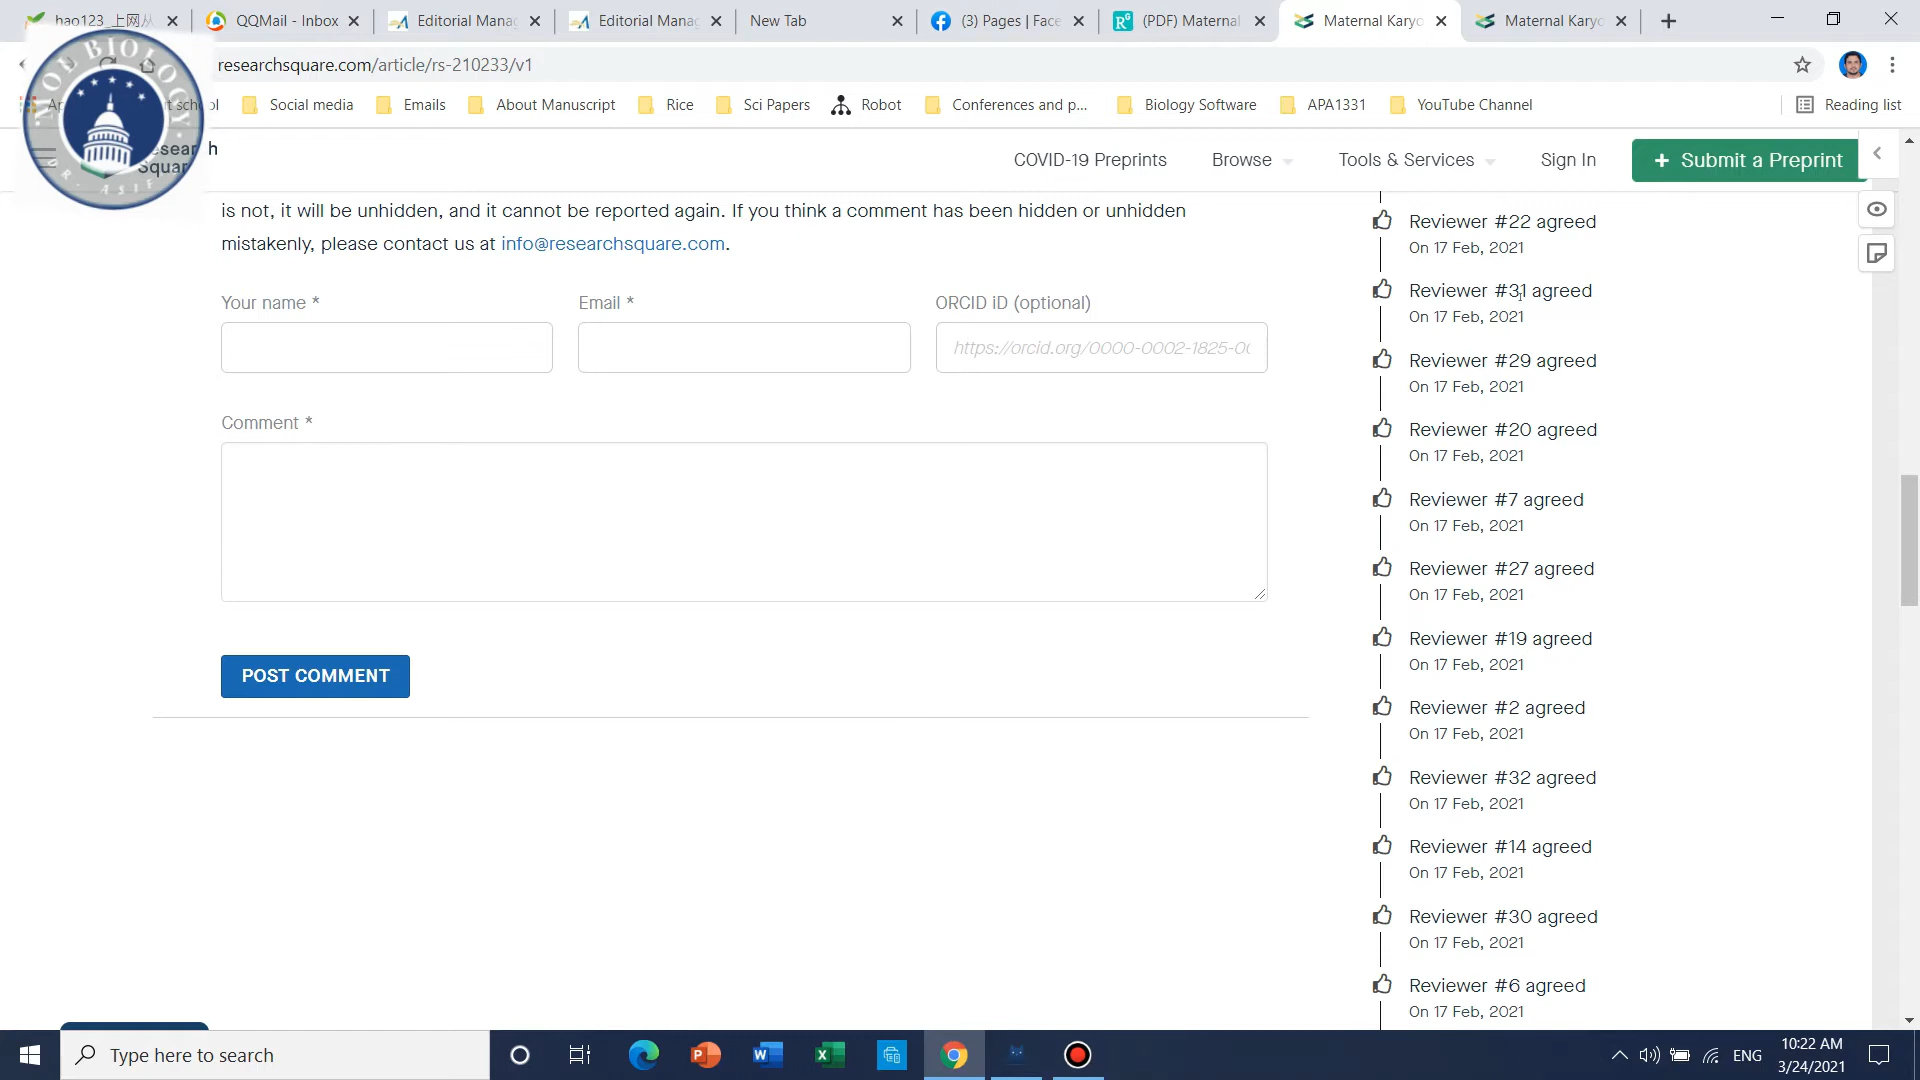 hao123_上网从
QQMail - Inbox
Editorial Manag
Editorial Manag
New Tab
(3) Pages | Face
(PDF) Maternal
Maternal Karyo
Maternal Karyo
researchsquare.com/article/rs-210233/v1
Social media
Emails
About Manuscript
Rice
Sci Papers
Robot
Conferences and p...
Biology Software
APA1331
YouTube Channel
Reading list
BIOLOGY
DR. ASIF
COVID-19 Preprints
Browse
Tools & Services
Sign In
+ Submit a Preprint
is not, it will be unhidden, and it cannot be reported again. If you think a comment has been hidden or unhidden
mistakenly, please contact us at info@researchsquare.com.
Your name *
Email *
ORCID iD (optional)
https://orcid.org/0000-0002-1825-00
Comment *
POST COMMENT
Reviewer #22 agreed
On 17 Feb, 2021
Reviewer #31 agreed
On 17 Feb, 2021
Reviewer #29 agreed
On 17 Feb, 2021
Reviewer #20 agreed
On 17 Feb, 2021
Reviewer #7 agreed
On 17 Feb, 2021
Reviewer #27 agreed
On 17 Feb, 2021
Reviewer #19 agreed
On 17 Feb, 2021
Reviewer #2 agreed
On 17 Feb, 2021
Reviewer #32 agreed
On 17 Feb, 2021
Reviewer #14 agreed
On 17 Feb, 2021
Reviewer #30 agreed
On 17 Feb, 2021
Reviewer #6 agreed
On 17 Feb, 2021
Type here to search
ENG
10:22 AM
3/24/2021